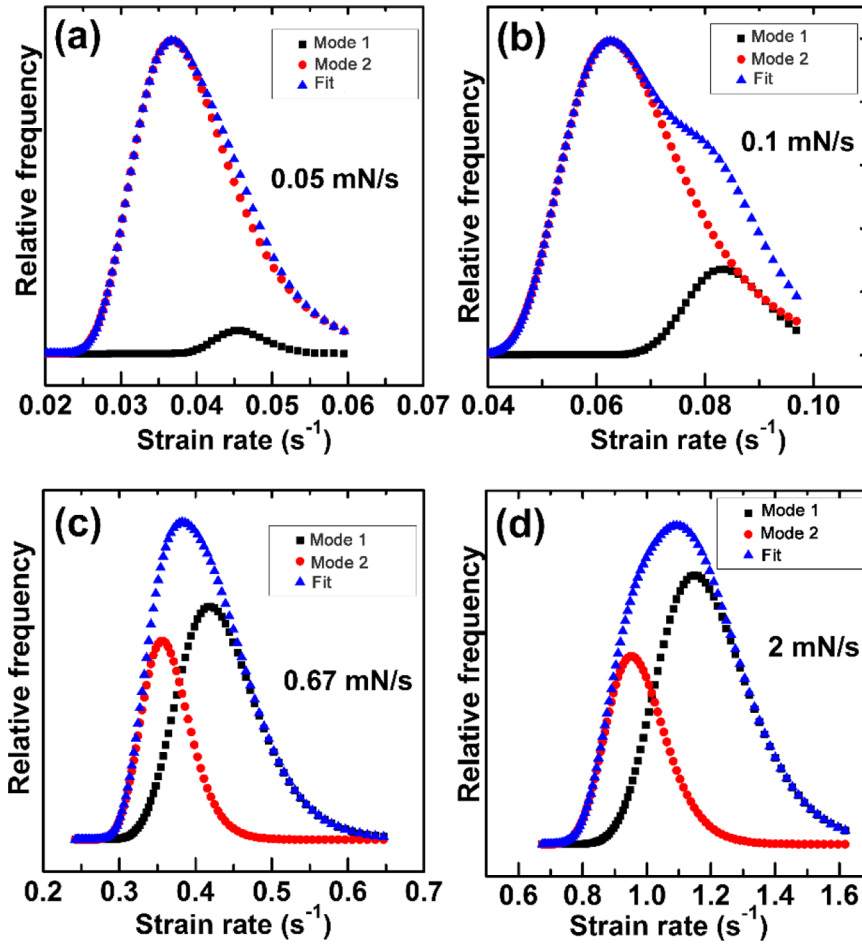 (a)
Mode 1
Mode 2
Fit
0.05 mN/s
Relative frequency
0.02 0.03 0.04 0.05 0.06 0.07
Strain rate (s⁻¹)
(b)
Mode 1
Mode 2
Fit
0.1 mN/s
Relative frequency
0.04 0.06 0.08 0.10
Strain rate (s⁻¹)
(c)
Mode 1
Mode 2
Fit
0.67 mN/s
Relative frequency
0.2 0.3 0.4 0.5 0.6 0.7
Strain rate (s⁻¹)
(d)
Mode 1
Mode 2
Fit
2 mN/s
Relative frequency
0.6 0.8 1.0 1.2 1.4 1.6
Strain rate (s⁻¹)